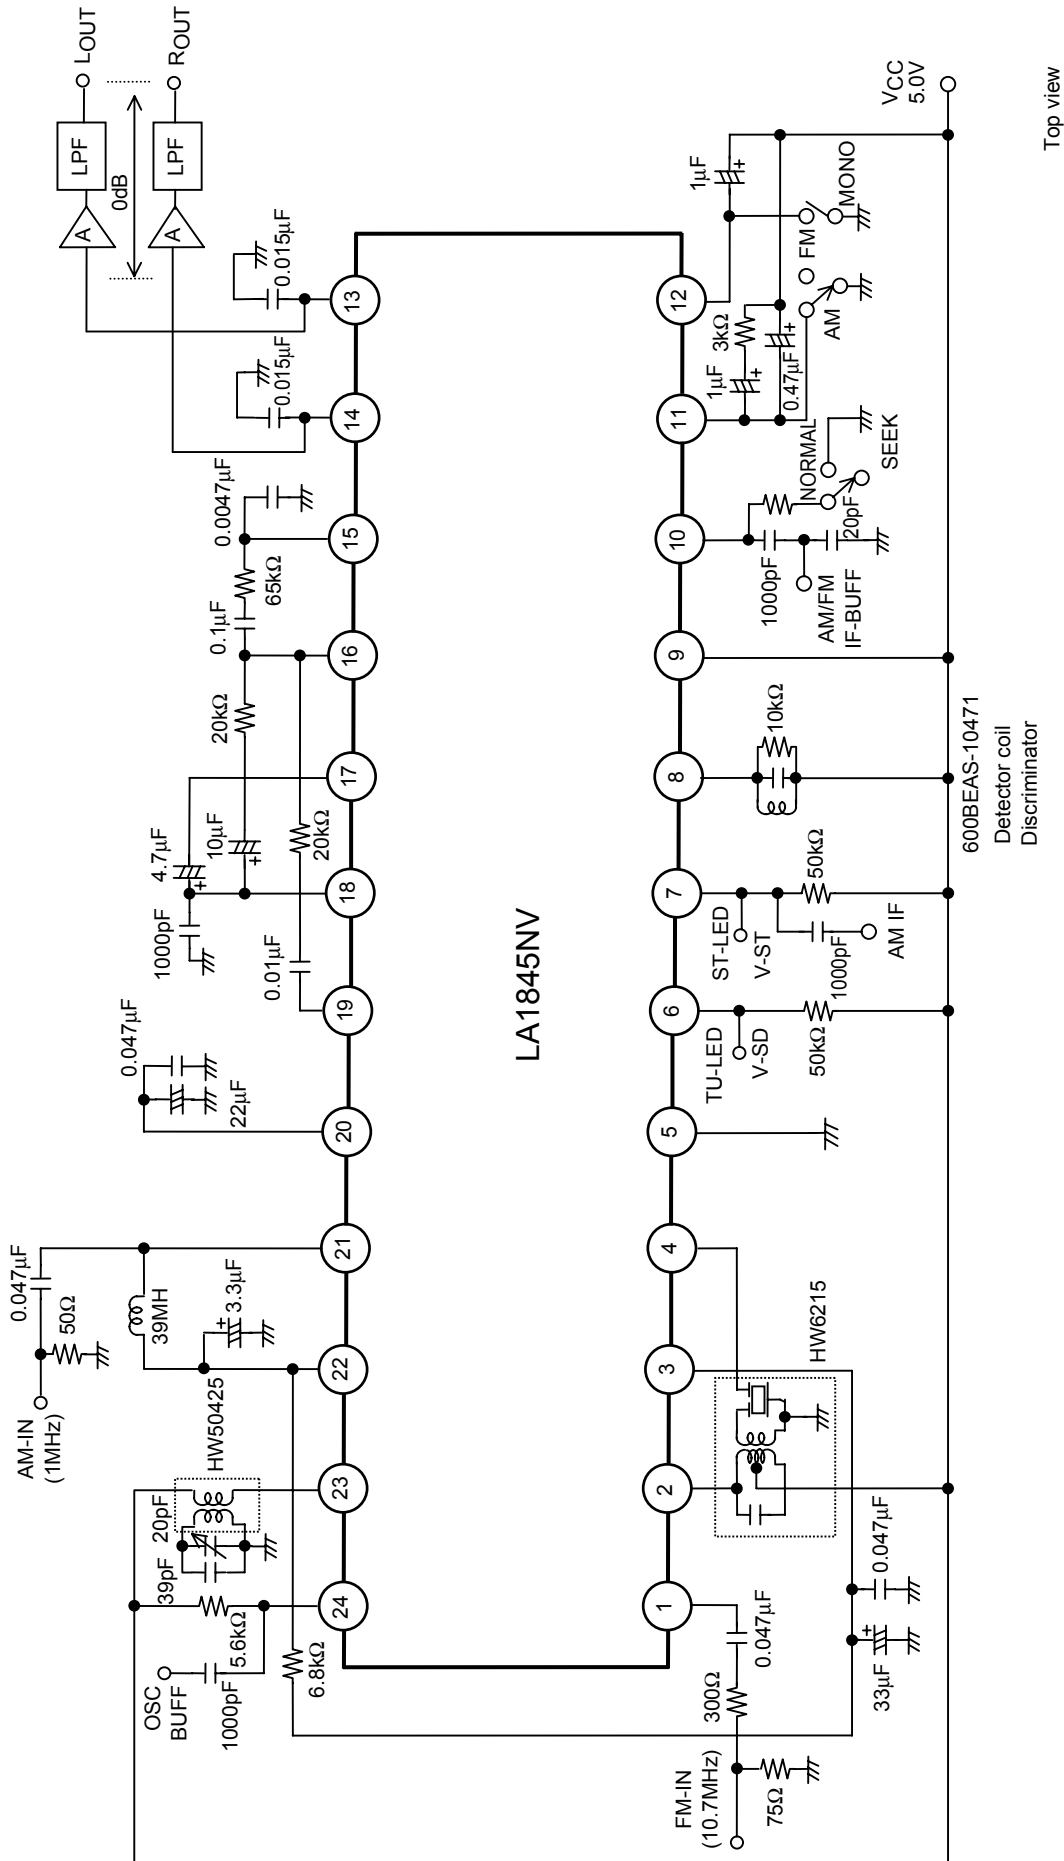 LOUT
ROUT
LPF
LPF
0dB
A
A
0.015µF
0.015µF
0.0047µF
65kΩ
0.1µF
20kΩ
4.7µF
10µF
20kΩ
1000pF
0.01µF
0.047µF
22µF
0.047µF
50Ω
39MH
3.3µF
AM-IN
(1MHz)
HW50425
20pF
39pF
5.6kΩ
OSC
BUFF
1000pF
6.8kΩ
24
23
22
21
20
19
18
17
16
15
14
13
LA1845NV
1
2
3
4
5
6
7
8
9
10
11
12
FM-IN
(10.7MHz)
75Ω
300Ω
0.047µF
33µF
0.047µF
HW6215
TU-LED
V-SD
50kΩ
ST-LED
V-ST
1000pF
AM IF
50kΩ
10kΩ
600BEAS-10471
Detector coil
Discriminator
AM/FM
IF-BUFF
1000pF
20pF
NORMAL
SEEK
1µF
3kΩ
0.47µF
AM
FM
MONO
1µF
VCC
5.0V
Top view